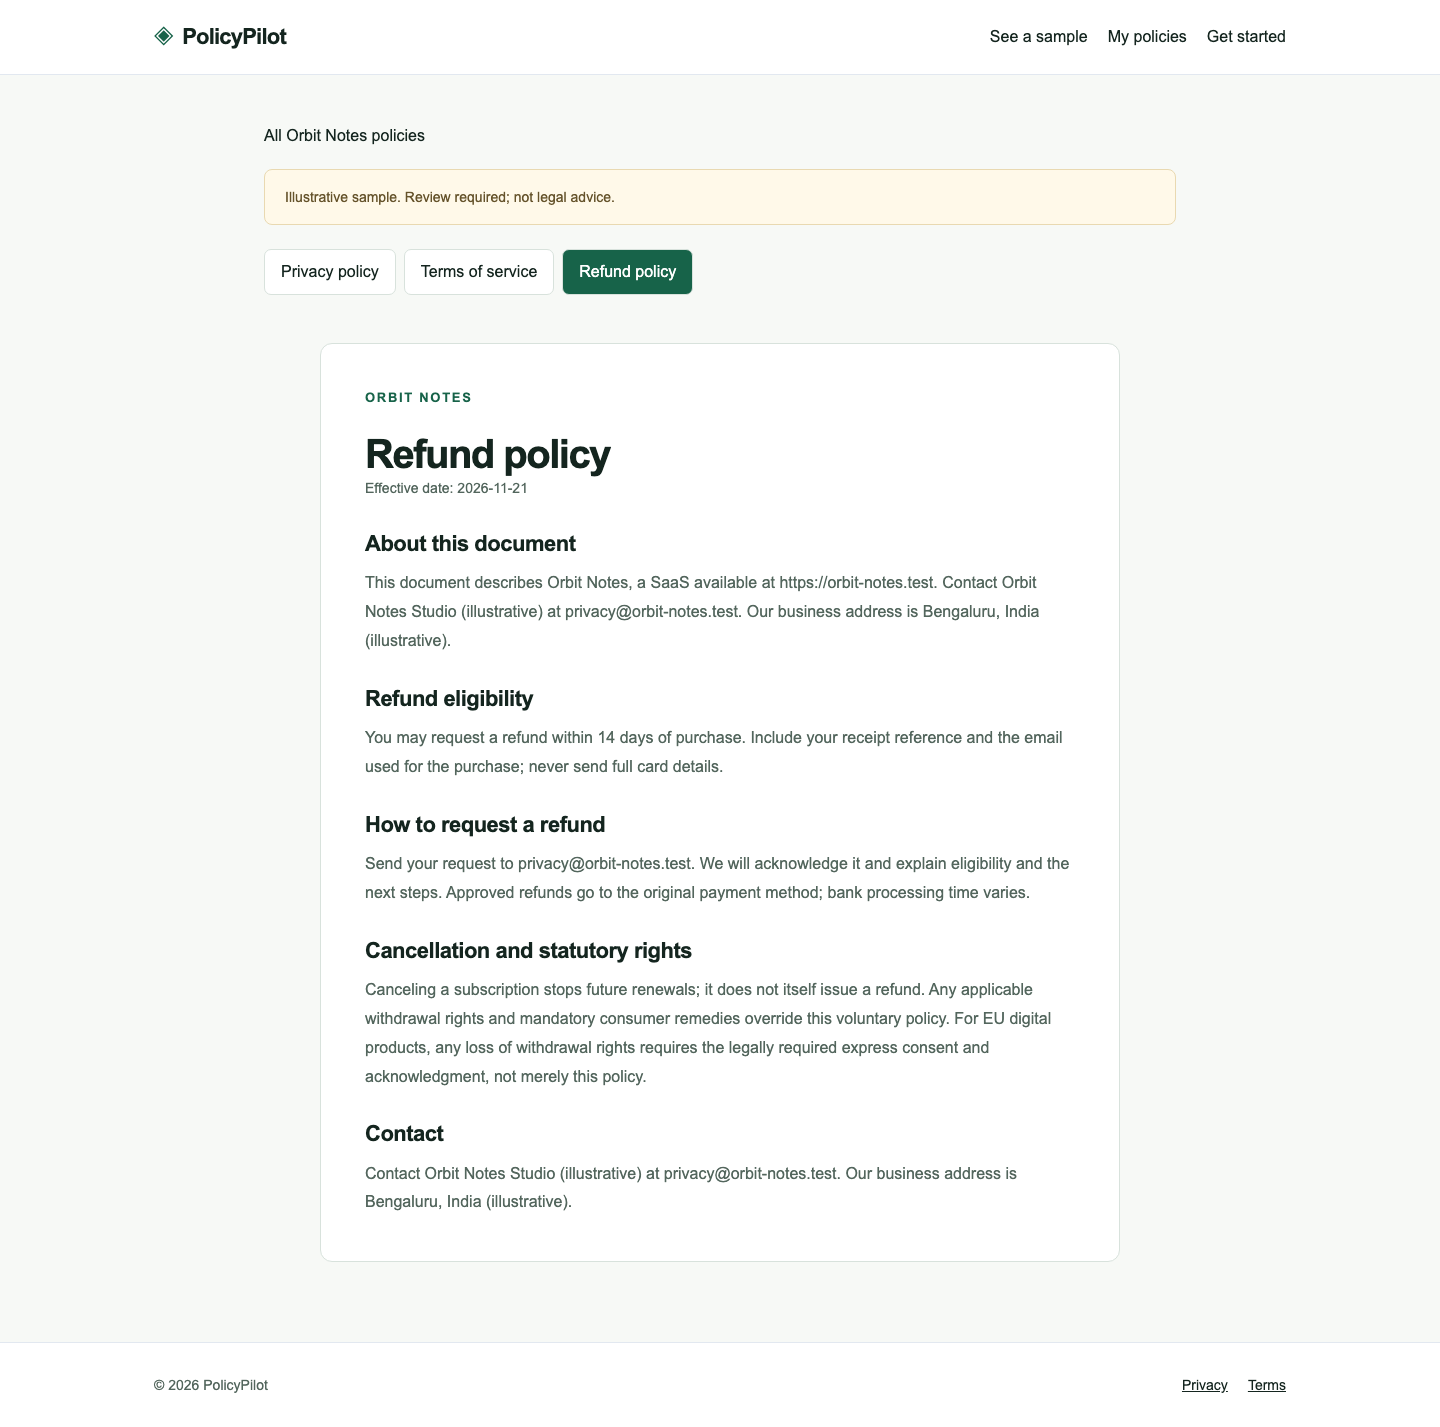 PolicyPilot
See a sample
My policies
Get started
All Orbit Notes policies
Illustrative sample. Review required; not legal advice.
Privacy policy
Terms of service
Refund policy
ORBIT NOTES
Refund policy
Effective date: 2026-11-21
About this document
This document describes Orbit Notes, a SaaS available at https://orbit-notes.test. Contact Orbit
Notes Studio (illustrative) at privacy@orbit-notes.test. Our business address is Bengaluru, India
(illustrative).
Refund eligibility
You may request a refund within 14 days of purchase. Include your receipt reference and the email
used for the purchase; never send full card details.
How to request a refund
Send your request to privacy@orbit-notes.test. We will acknowledge it and explain eligibility and the
next steps. Approved refunds go to the original payment method; bank processing time varies.
Cancellation and statutory rights
Canceling a subscription stops future renewals; it does not itself issue a refund. Any applicable
withdrawal rights and mandatory consumer remedies override this voluntary policy. For EU digital
products, any loss of withdrawal rights requires the legally required express consent and
acknowledgment, not merely this policy.
Contact
Contact Orbit Notes Studio (illustrative) at privacy@orbit-notes.test. Our business address is
Bengaluru, India (illustrative).
© 2026 PolicyPilot
Privacy
Terms